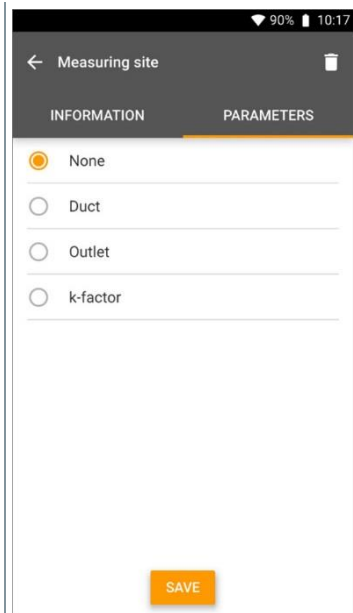 90% 10:17
Measuring site
INFORMATION PARAMETERS
None
Duct
Outlet
k-factor
SAVE